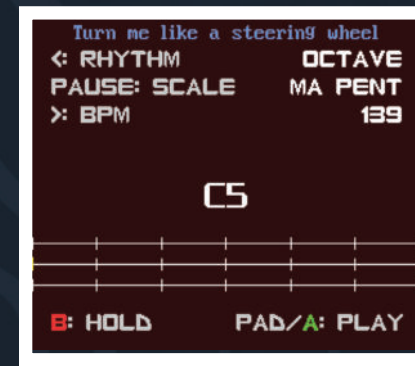 Turn me like a steering wheel
<: RHYTHM OCTAVE
PAUSE: SCALE MA PENT
>: BPM 139
C5
B: HOLD PAD/A: PLAY